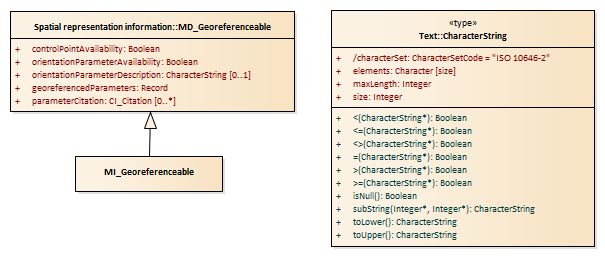 Spatial representation information::MD_Georeferenceable
+ controlPointAvailability: Boolean
+ orientationParameterAvailability: Boolean
+ orientationParameterDescription: CharacterString [0..1]
+ georeferencedParameters: Record
+ parameterCitation: CI_Citation [0..*]
MI_Georeferenceable
«type»
Text::CharacterString
+ /characterSet: CharacterSetCode = "ISO 10646-2"
+ elements: Character [size]
+ maxLength: Integer
+ size: Integer
+ <(CharacterString*): Boolean
+ <=(CharacterString*): Boolean
+ <>(CharacterString*): Boolean
+ =(CharacterString*): Boolean
+ >(CharacterString*): Boolean
+ >=(CharacterString*): Boolean
+ isNull(): Boolean
+ subString(Integer*, Integer*): CharacterString
+ toLower(): CharacterString
+ toUpper(): CharacterString